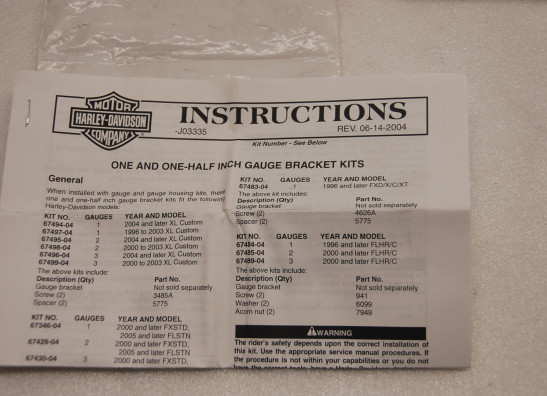 MOTOR
HARLEY-DAVIDSON
COMPANY
INSTRUCTIONS
-J03335
REV. 06-14-2004
Kit Number - See Below
ONE AND ONE-HALF INCH GAUGE BRACKET KITS
General
When installed with gauge and gauge housing kits, these
one and one-half inch gauge bracket kits fit the following
Harley-Davidson models:
KIT NO. GAUGES YEAR AND MODEL
67494-04 1 2004 and later XL Custom
67497-04 1 1996 to 2003 XL Custom
67495-04 2 2004 and later XL Custom
67498-04 2 2000 to 2003 XL Custom
67496-04 3 2004 and later XL Custom
67499-04 3 2000 to 2003 XL Custom
The above kits include:
Description (Qty) Part No.
Gauge bracket Not sold separately
Screw (2) 3485A
Spacer (2) 5775
KIT NO. GAUGES YEAR AND MODEL
67346-04 1 2000 and later FXSTD,
2005 and later FLSTN
67429-04 2 2000 and later FXSTD,
2005 and later FLSTN
67430-04 3 2000 and later FXSTD,
KIT NO. GAUGES YEAR AND MODEL
67483-04 1 1996 and later FXD/X/C/XT
The above kit includes:
Description (Qty) Part No.
Gauge bracket Not sold separately
Screw (2) 4626A
Spacer (2) 5775
KIT NO. GAUGES YEAR AND MODEL
67484-04 1 1996 and later FLHR/C
67485-04 2 2000 and later FLHR/C
67489-04 3 2000 and later FLHR/C
The above kits include:
Description (Qty) Part No.
Gauge bracket Not sold separately
Screw (2) 941
Washer (2) 6099
Acorn nut (2) 7949
WARNING
The rider's safety depends upon the correct installation of
this kit. Use the appropriate service manual procedures. If
the procedure is not within your capabilities or you do not
have the correct tools, have a Harley-Davidson